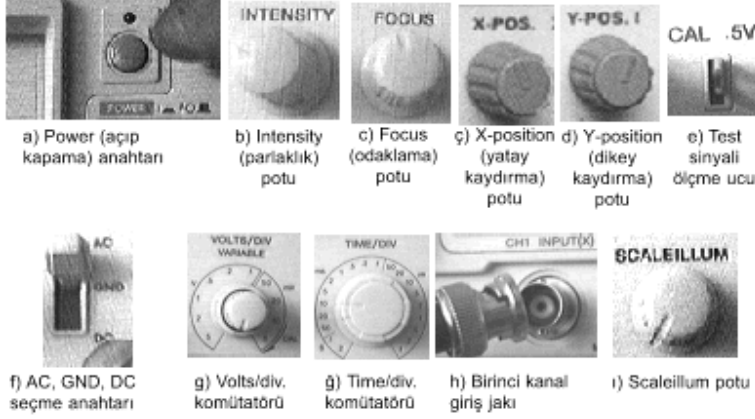 INTENSITY
FOCUS
X-POS.
Y-POS. I
CAL .5V
POWER
a) Power (açıp
kapama) anahtarı
b) Intensity
(parlaklık)
potu
c) Focus
(odaklama)
potu
ç) X-position
(yatay
kaydırma)
potu
d) Y-position
(dikey
kaydırma)
potu
e) Test
sinyali
ölçme ucu
AC
GND
DC
VOLTS/DIV
VARIABLE
TIME/DIV
CH1 INPUT(X)
SCALEILLUM
f) AC, GND, DC
seçme anahtarı
g) Volts/div.
komütatörü
ğ) Time/div.
komütatörü
h) Birinci kanal
giriş jakı
ı) Scaleillum potu